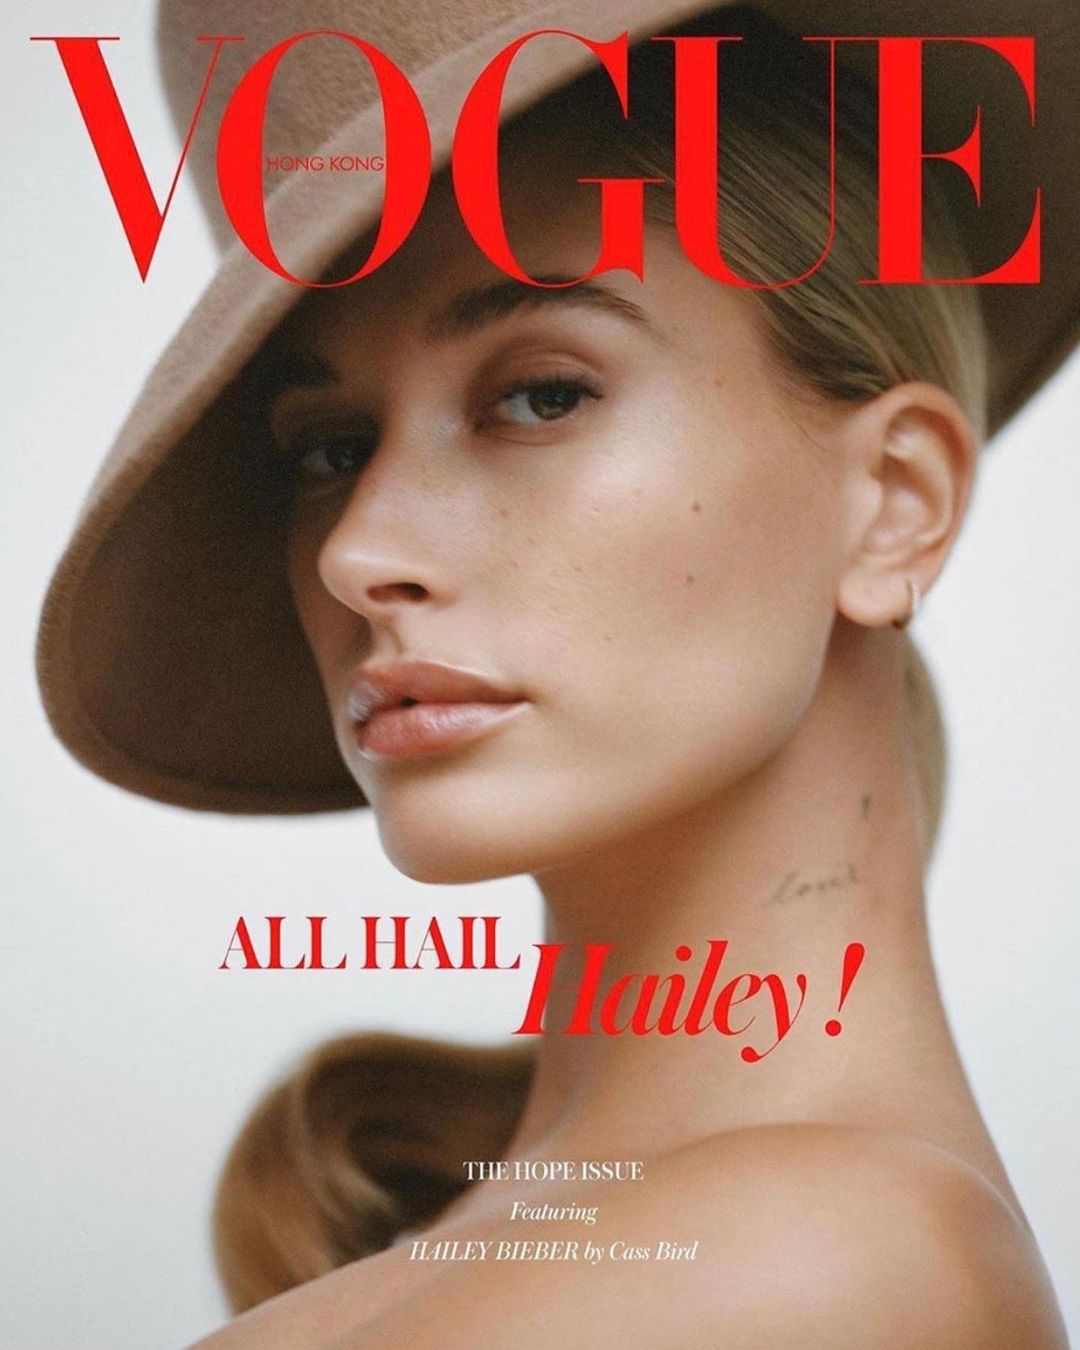 VOGUE
HONG KONG
ALL HAIL
Hailey !
THE HOPE ISSUE
Featuring
HAILEY BIEBER by Cass Bird